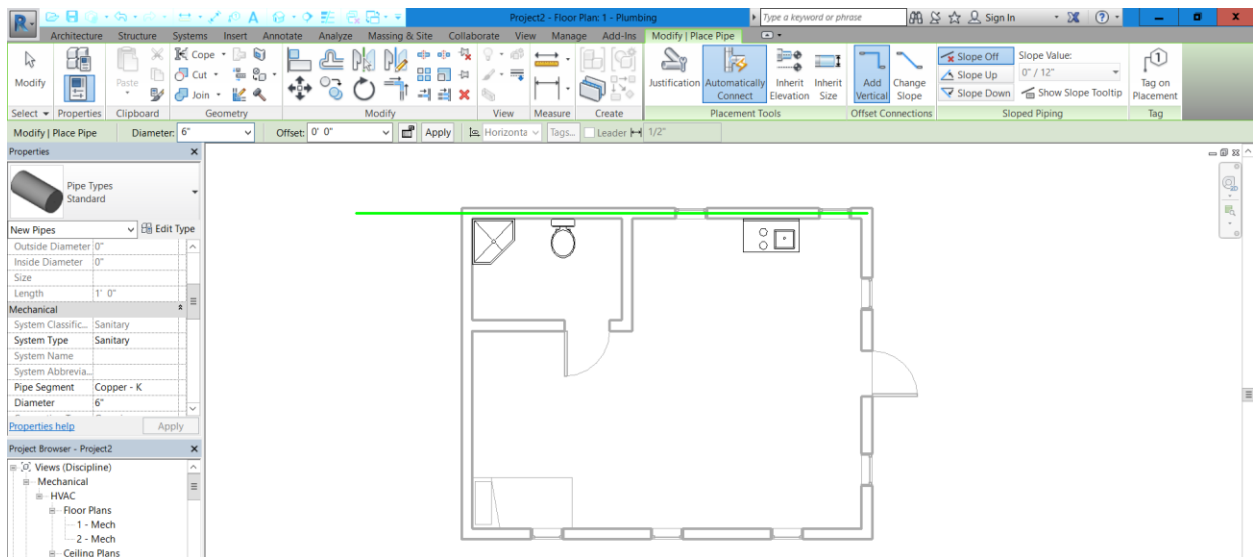 Project2 - Floor Plan: 1 - Plumbing
Type a keyword or phrase
Sign In
Architecture Structure Systems Insert Annotate Analyze Massing & Site Collaborate View Manage Add-Ins Modify | Place Pipe
Modify
Paste
Cope
Cut
Join
Justification
Automatically Connect
Inherit Elevation
Inherit Size
Add Vertical
Change Slope
Slope Off
Slope Up
Slope Down
Slope Value:
0" / 12"
Show Slope Tooltip
Tag on Placement
Select Properties Clipboard Geometry Modify View Measure Create Placement Tools Offset Connections Sloped Piping Tag
Modify | Place Pipe Diameter: 6" Offset: 0' 0" Apply Horizonta Tags... Leader 1/2"
Properties
Pipe Types
Standard
New Pipes Edit Type
Outside Diameter 0"
Inside Diameter 0"
Size
Length 1' 0"
Mechanical
System Classific... Sanitary
System Type Sanitary
System Name
System Abbrevia...
Pipe Segment Copper - K
Diameter 6"
Properties help Apply
Project Browser - Project2
Views (Discipline)
Mechanical
HVAC
Floor Plans
1 - Mech
2 - Mech
Ceiling Plans